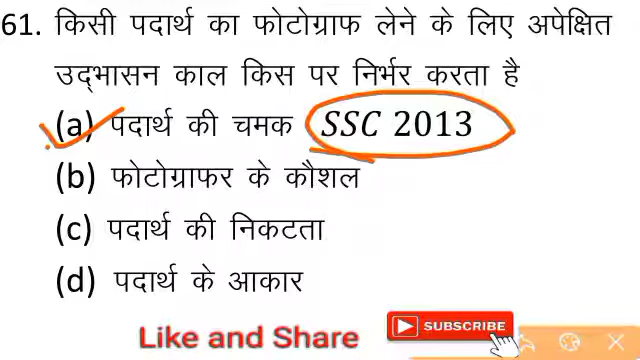 61. किसी पदार्थ का फोटोग्राफ लेने के लिए अपेक्षित
उद्भासन काल किस पर निर्भर करता है
(a) पदार्थ की चमक SSC 2013
(b) फोटोग्राफर के कौशल
(c) पदार्थ की निकटता
(d) पदार्थ के आकार
Like and Share
SUBSCRIBE